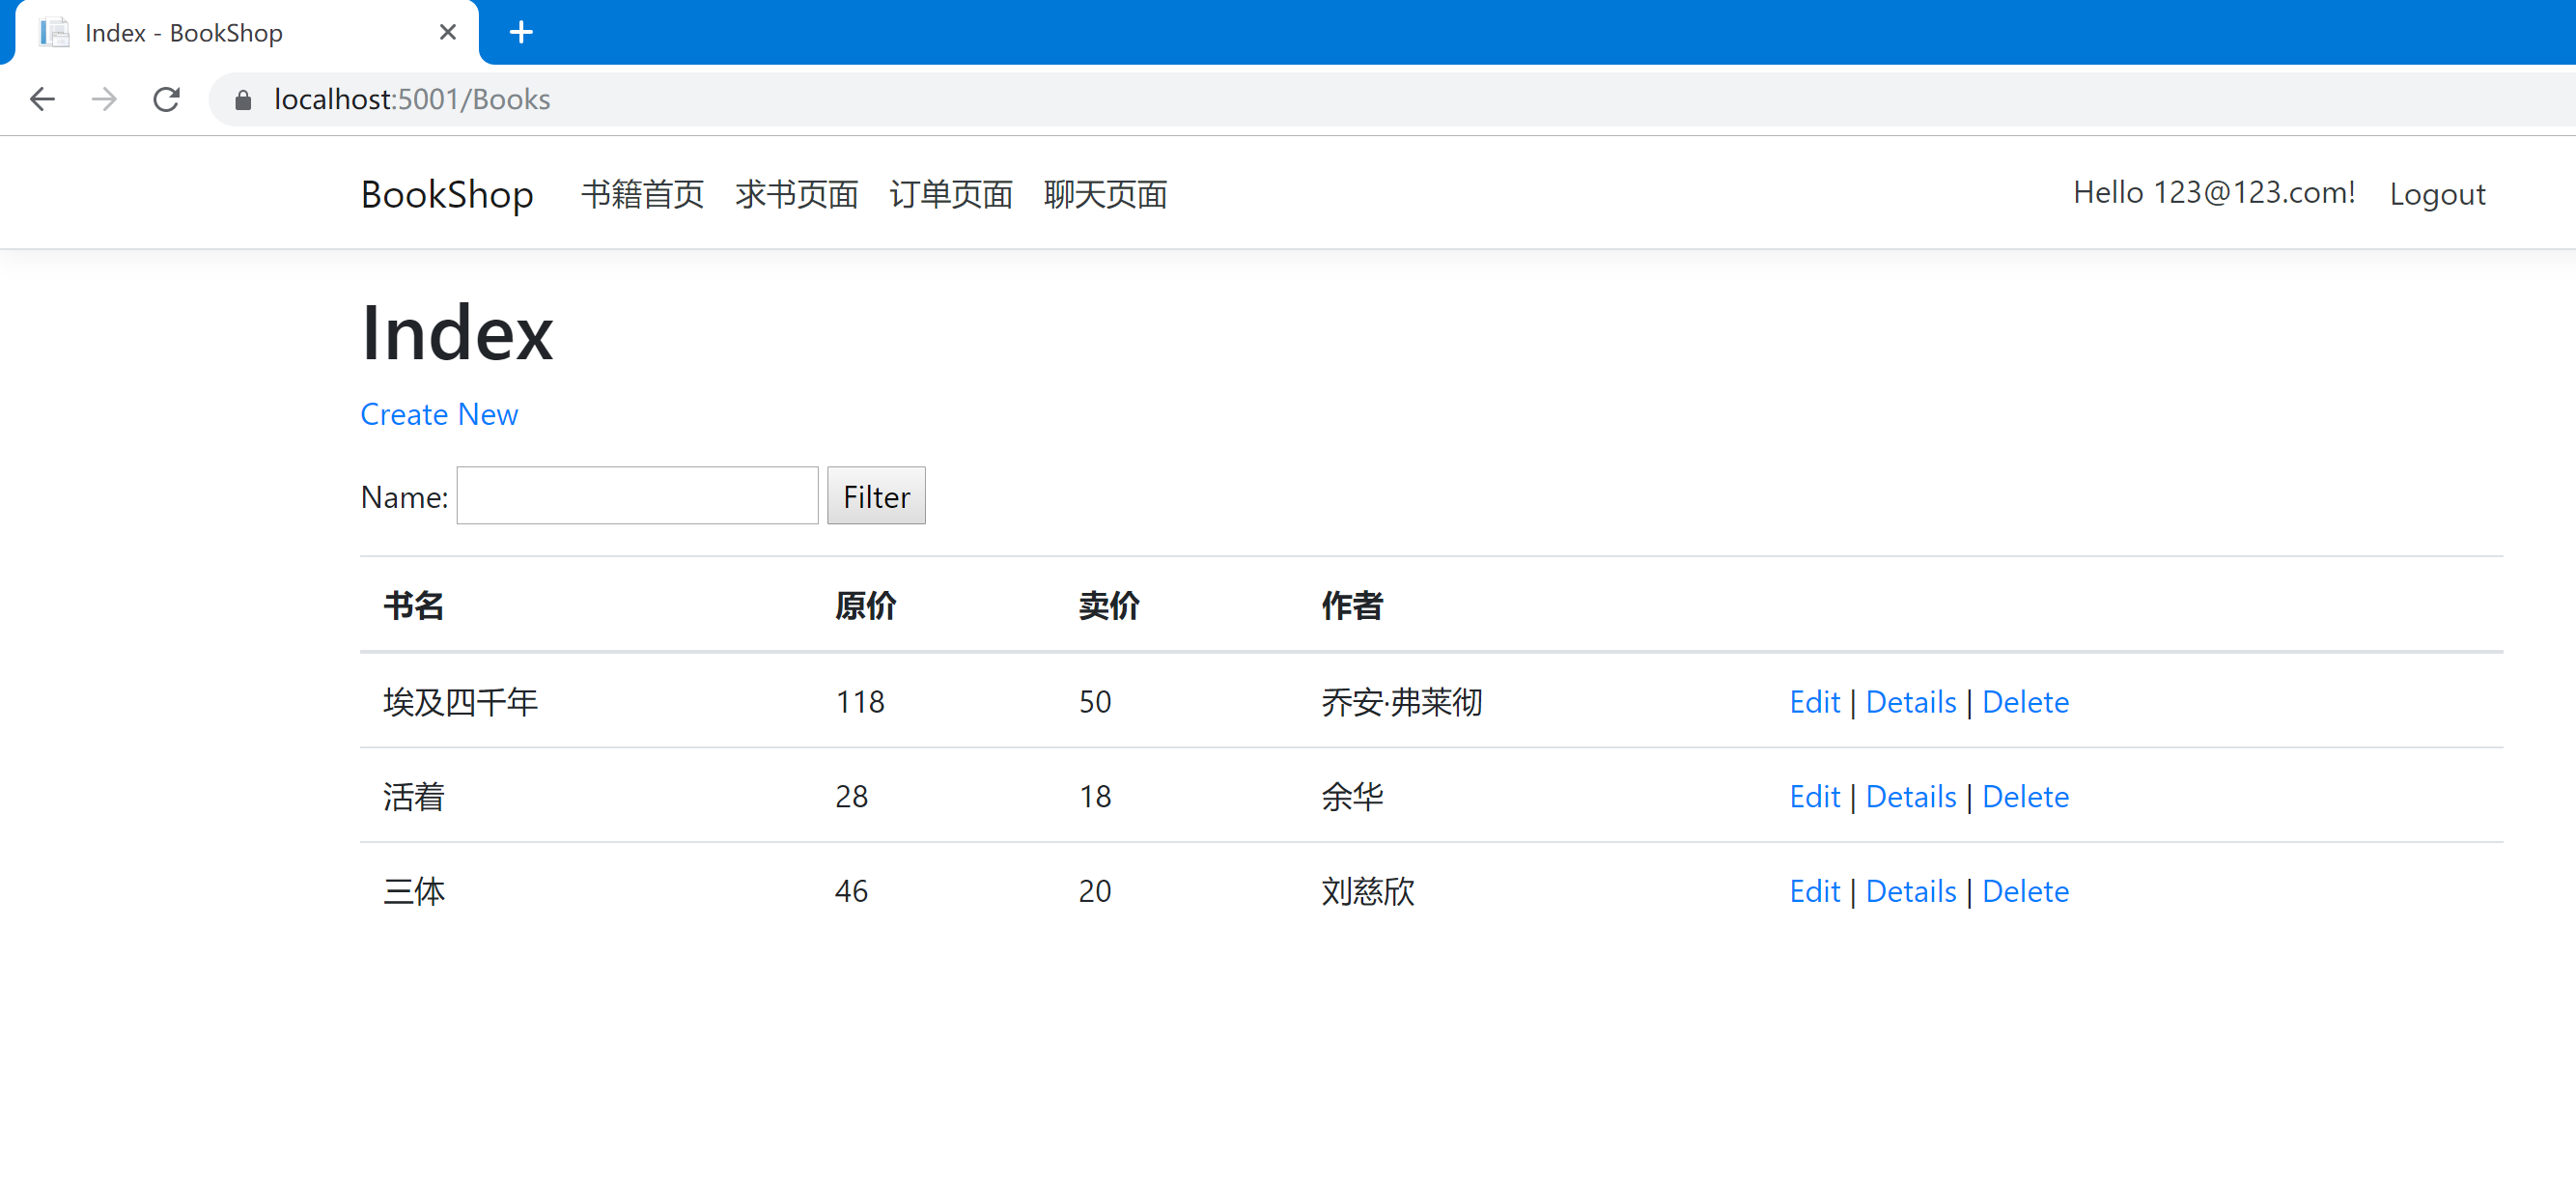 Index - BookShop
localhost:5001/Books
BookShop 书籍首页 求书页面 订单页面 聊天页面 Hello 123@123.com! Logout
Index
Create New
Name: Filter
书名 原价 卖价 作者
埃及四千年 118 50 乔安·弗莱彻 Edit | Details | Delete
活着 28 18 余华 Edit | Details | Delete
三体 46 20 刘慈欣 Edit | Details | Delete